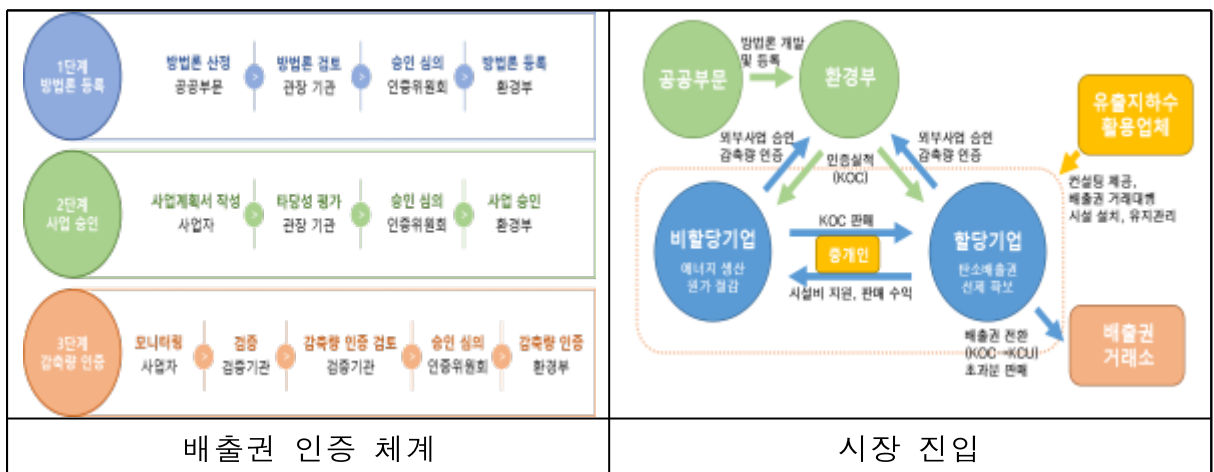 1단계
방법론 등록
방법론 산정
공공부문
방법론 검토
관장 기관
승인 심의
인증위원회
방법론 등록
환경부
2단계
사업 승인
사업계획서 작성
사업자
타당성 평가
관장 기관
승인 심의
인증위원회
사업 승인
환경부
3단계
감축량 인증
모니터링
사업자
검증
검증기관
감축량 인증 검토
검증기관
승인 심의
인증위원회
감축량 인증
환경부
배출권 인증 체계
공공부문
방법론 개발
및 등록
환경부
유출지하수
활용업체
외부사업 승인
감축량 인증
인증실적
(KOC)
외부사업 승인
감축량 인증
컨설팅 제공,
배출권 거래대행
시설 설치, 유지관리
비할당기업
에너지 생산
원가 절감
KOC 판매
중개인
시설비 지원, 판매 수익
할당기업
탄소배출권
선제 확보
배출권 전환
(KOC→KCU)
초과분 판매
배출권
거래소
시장 진입